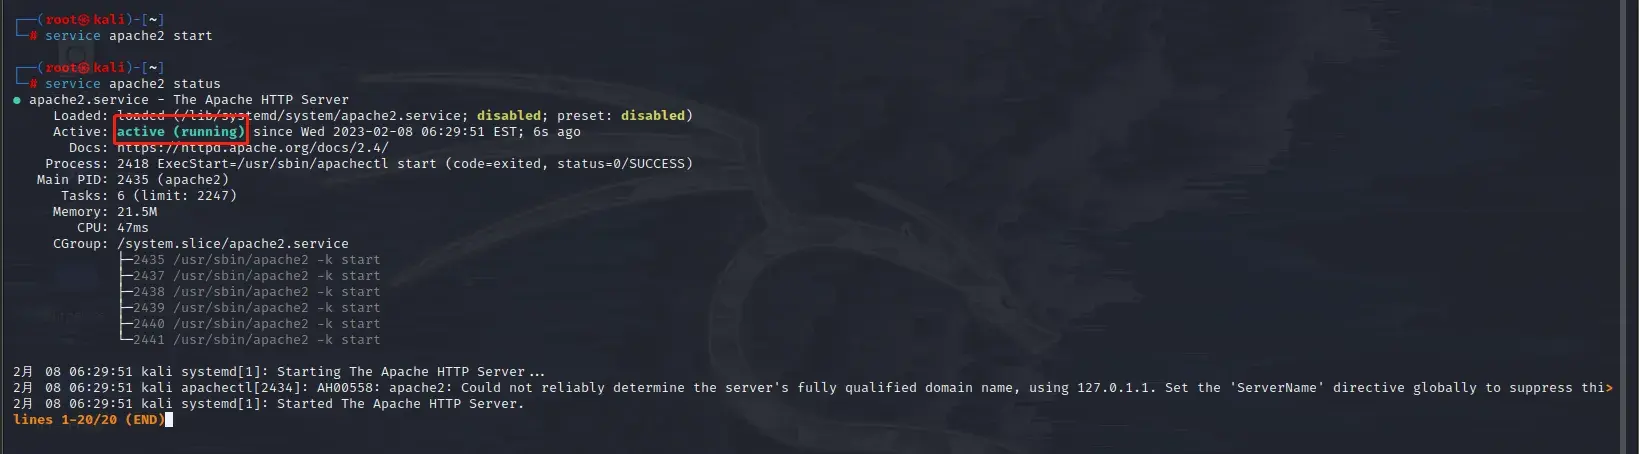 ┌──(root㉿kali)-[~]
└─# service apache2 start
┌──(root㉿kali)-[~]
└─# service apache2 status
● apache2.service - The Apache HTTP Server
Loaded: loaded (/lib/systemd/system/apache2.service; disabled; preset: disabled)
Active: active (running) since Wed 2023-02-08 06:29:51 EST; 6s ago
Docs: https://httpd.apache.org/docs/2.4/
Process: 2418 ExecStart=/usr/sbin/apachectl start (code=exited, status=0/SUCCESS)
Main PID: 2435 (apache2)
Tasks: 6 (limit: 2247)
Memory: 21.5M
CPU: 47ms
CGroup: /system.slice/apache2.service
├─2435 /usr/sbin/apache2 -k start
├─2437 /usr/sbin/apache2 -k start
├─2438 /usr/sbin/apache2 -k start
├─2439 /usr/sbin/apache2 -k start
├─2440 /usr/sbin/apache2 -k start
└─2441 /usr/sbin/apache2 -k start
2月 08 06:29:51 kali systemd[1]: Starting The Apache HTTP Server...
2月 08 06:29:51 kali apachectl[2434]: AH00558: apache2: Could not reliably determine the server's fully qualified domain name, using 127.0.1.1. Set the 'ServerName' directive globally to suppress thi>
2月 08 06:29:51 kali systemd[1]: Started The Apache HTTP Server.
lines 1-20/20 (END)